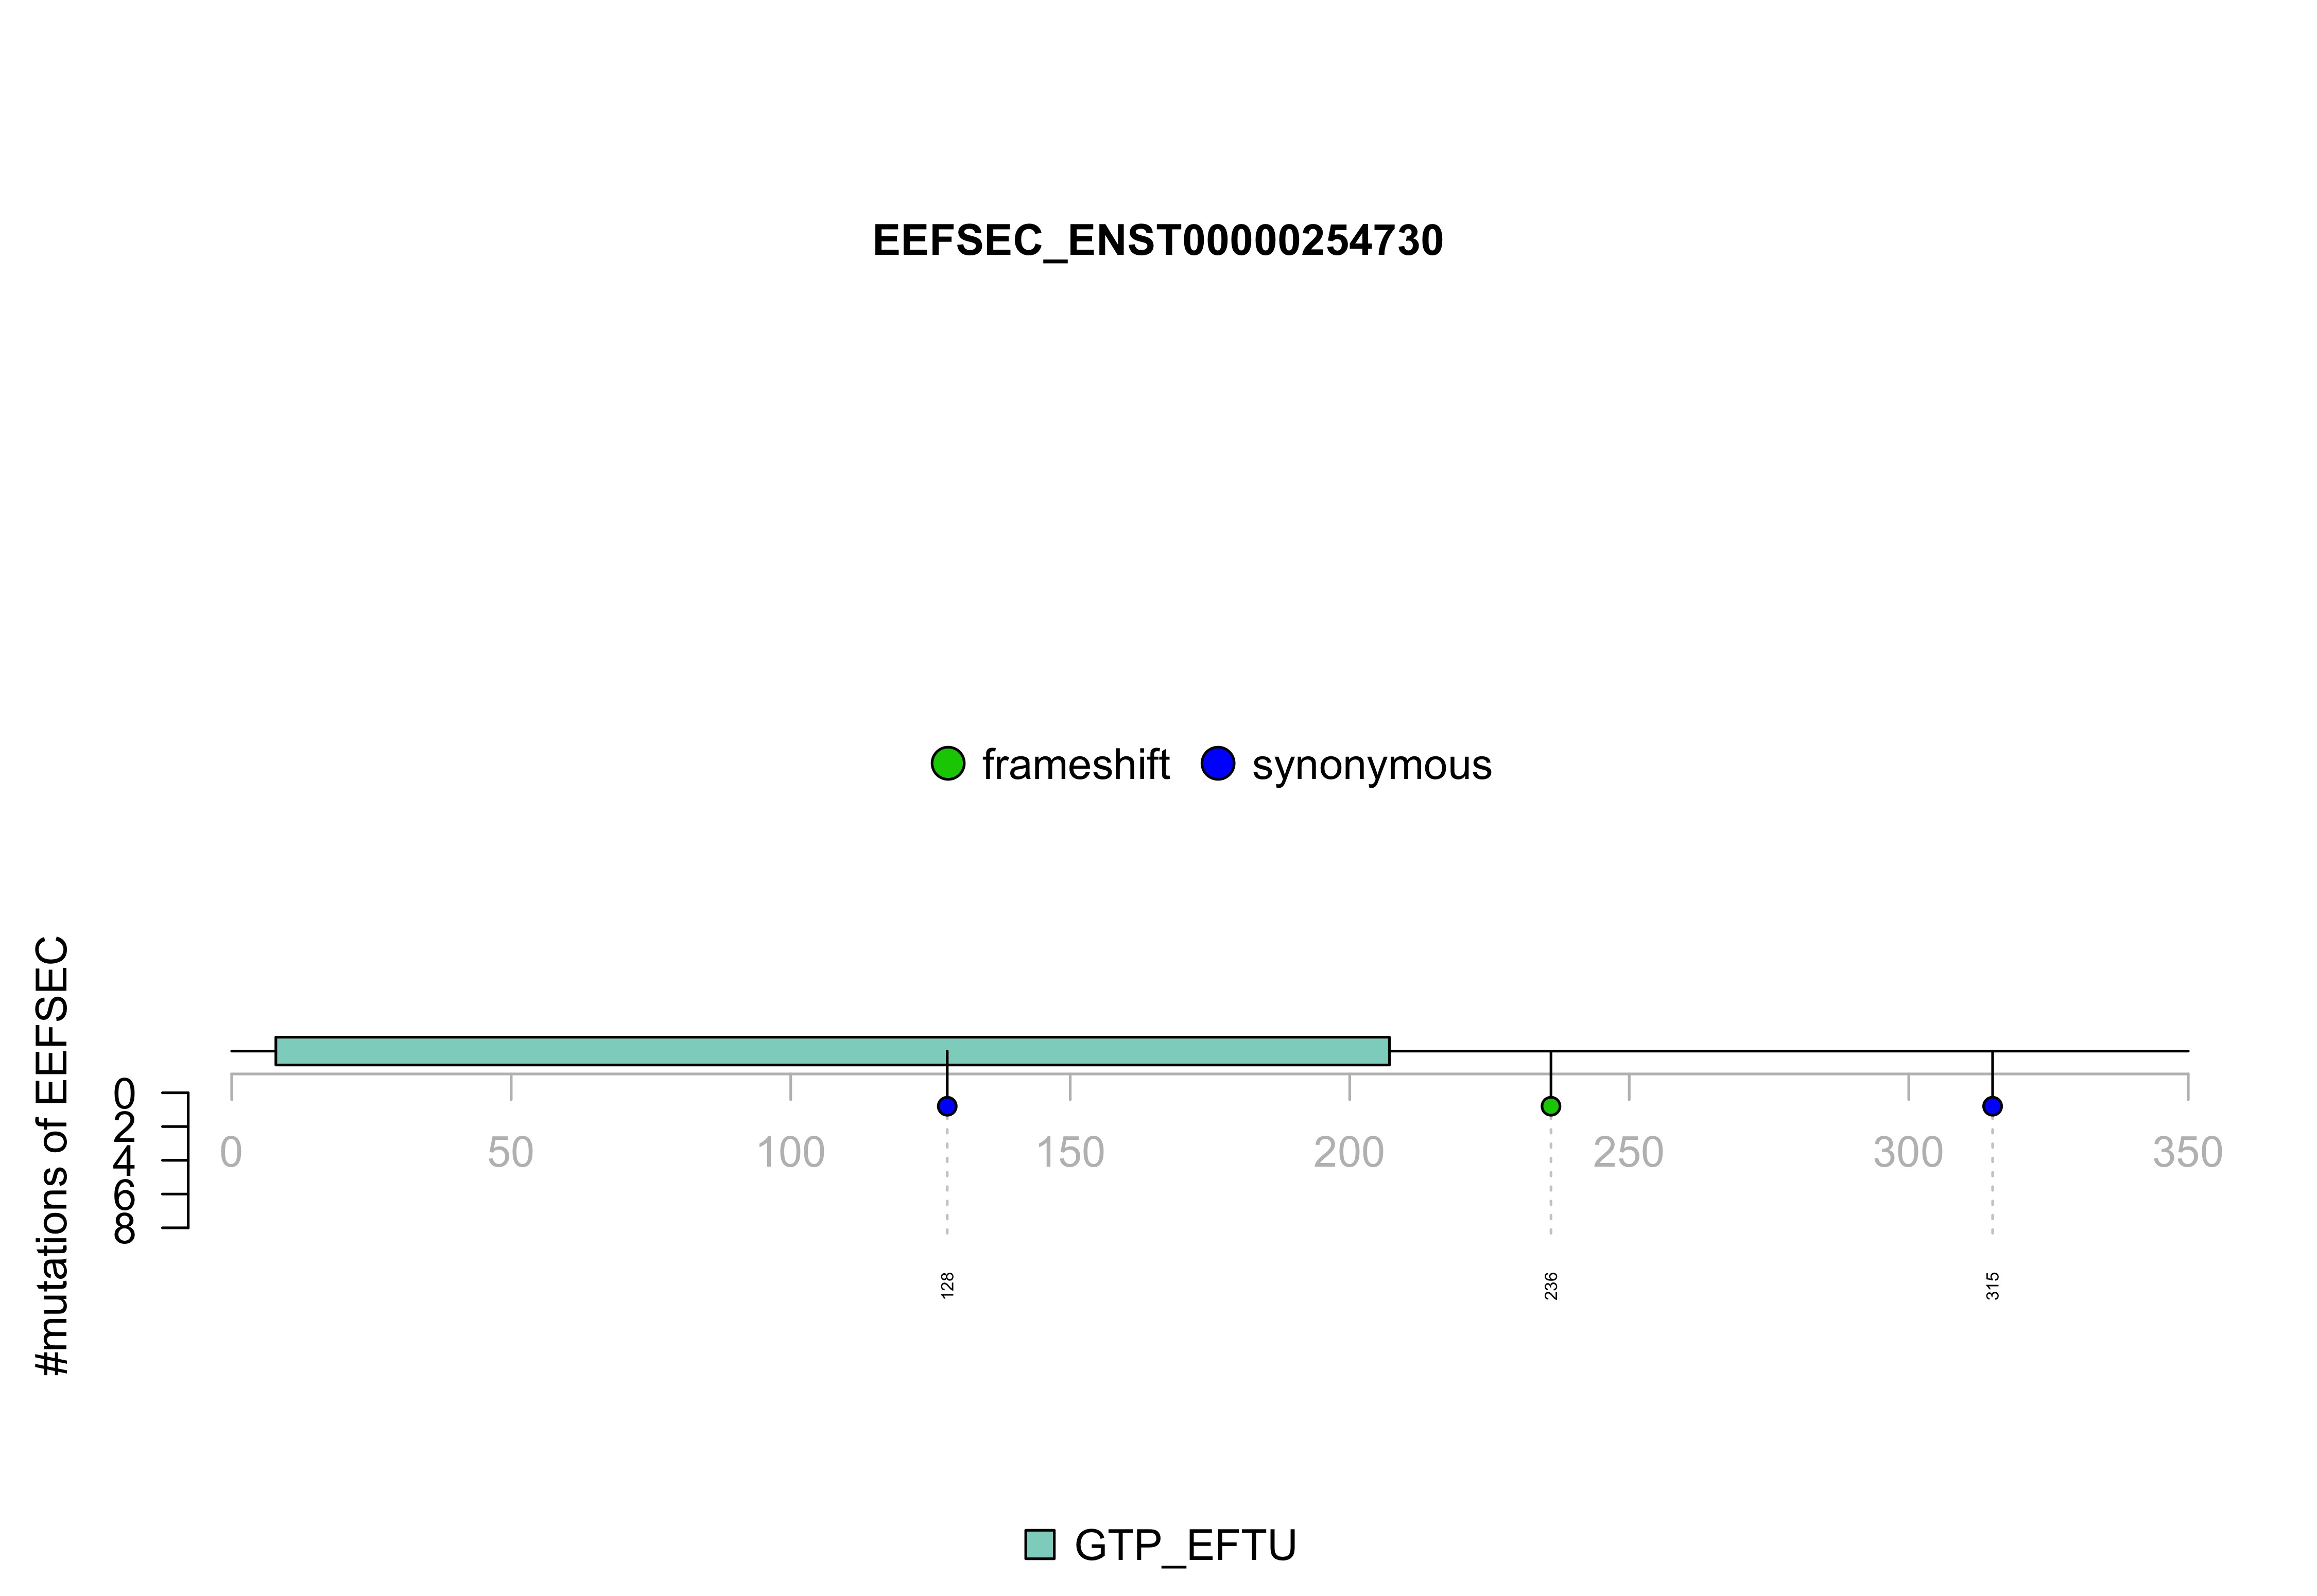 EEFSEC_ENST00000254730
frameshift synonymous
#mutations of EEFSEC
0
2
4
6
8
0 50 100 150 200 250 300 350
128 236 315
GTP_EFTU